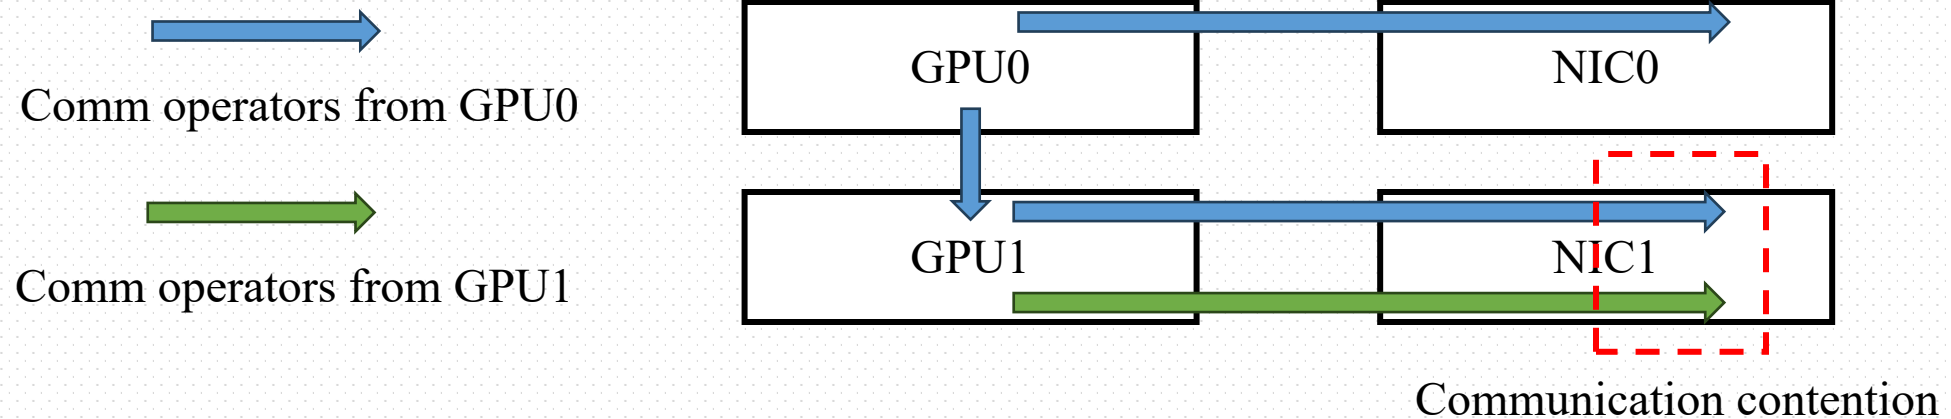 GPU0
NIC0
Comm operators from GPU0
GPU1
NIC1
Comm operators from GPU1
Communication contention